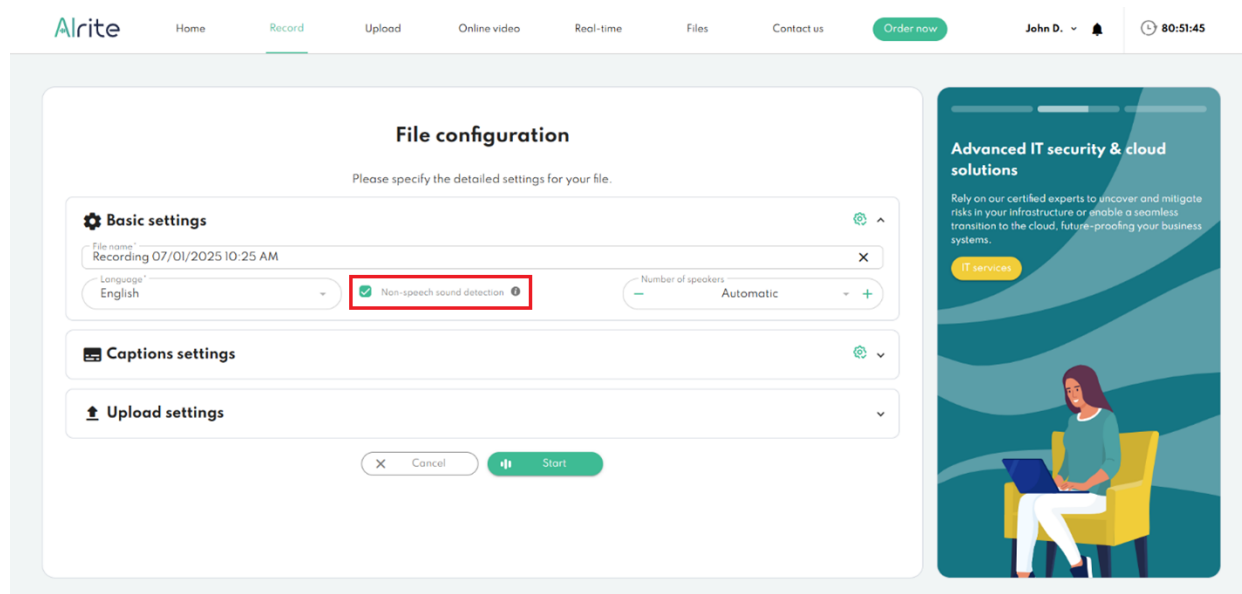 Alrite
Home Record Upload Online video Real-time Files Contact us Order now John D. 80:51:45
File configuration
Please specify the detailed settings for your file.
Basic settings
File name*
Recording 07/01/2025 10:25 AM
Language*
English
Non-speech sound detection
Number of speakers
Automatic
Captions settings
Upload settings
Cancel
Start
Advanced IT security & cloud
solutions
Rely on our certified experts to uncover and mitigate
risks in your infrastructure or enable a seamless
transition to the cloud, future-proofing your business
systems.
IT services